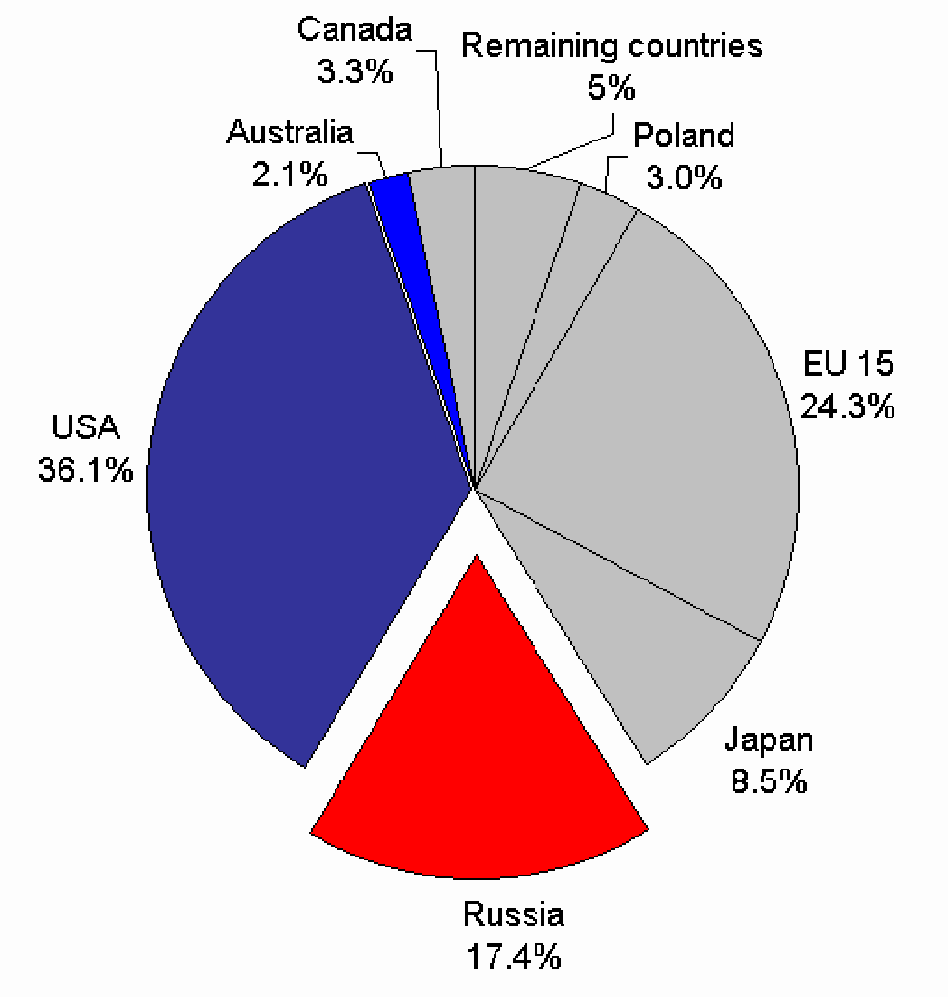 Canada
3.3%
Remaining countries
5%
Australia
2.1%
Poland
3.0%
EU 15
24.3%
USA
36.1%
Japan
8.5%
Russia
17.4%